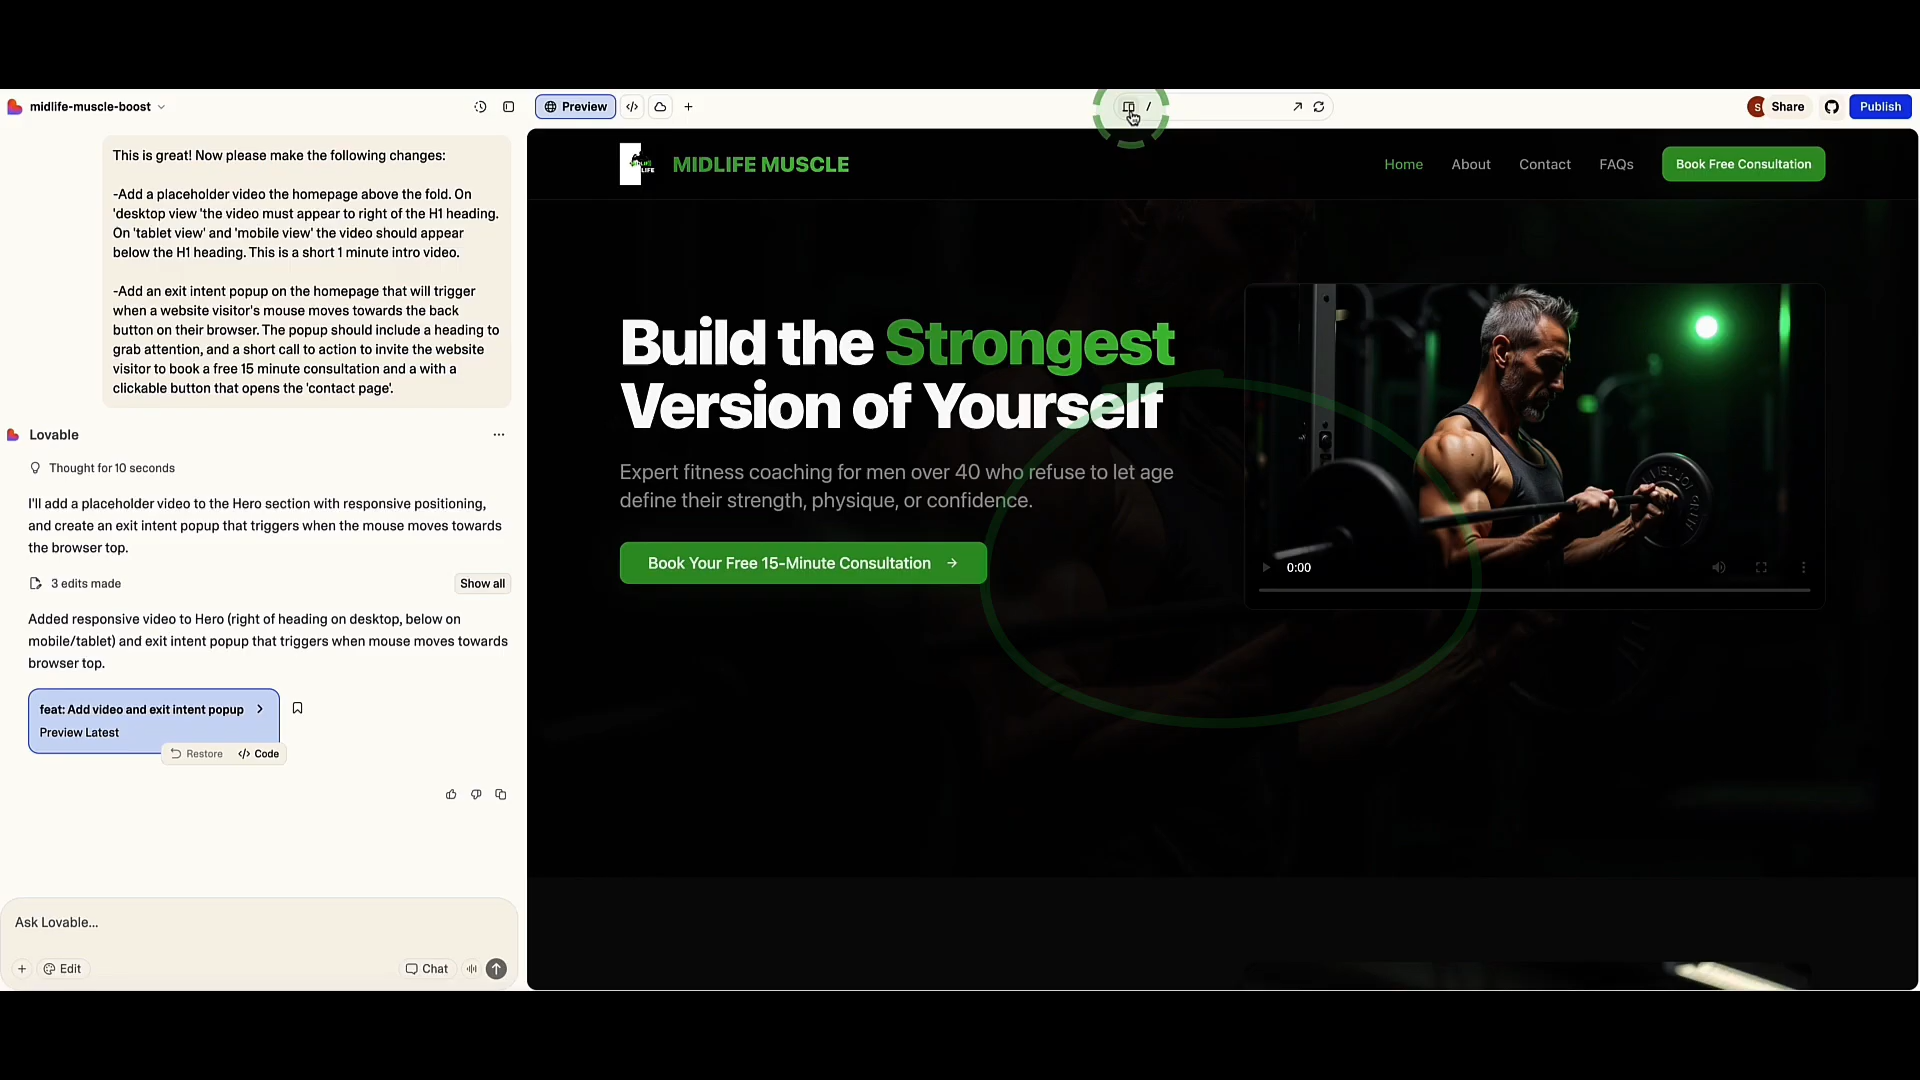 midlife-muscle-boost
Preview
/
S
Share
Publish
This is great! Now please make the following changes:
-Add a placeholder video the homepage above the fold. On
'desktop view 'the video must appear to right of the H1 heading.
On 'tablet view' and 'mobile view' the video should appear
below the H1 heading. This is a short 1 minute intro video.
-Add an exit intent popup on the homepage that will trigger
when a website visitor's mouse moves towards the back
button on their browser. The popup should include a heading to
grab attention, and a short call to action to invite the website
visitor to book a free 15 minute consultation and a with a
clickable button that opens the 'contact page'.
Lovable
Thought for 10 seconds
I'll add a placeholder video to the Hero section with responsive positioning,
and create an exit intent popup that triggers when the mouse moves towards
the browser top.
3 edits made
Show all
Added responsive video to Hero (right of heading on desktop, below on
mobile/tablet) and exit intent popup that triggers when mouse moves towards
browser top.
feat: Add video and exit intent popup
Preview Latest
Restore
Code
Ask Lovable...
Edit
Chat
LIFE
MIDLIFE MUSCLE
Home
About
Contact
FAQs
Book Free Consultation
Build the Strongest
Version of Yourself
Expert fitness coaching for men over 40 who refuse to let age
define their strength, physique, or confidence.
Book Your Free 15-Minute Consultation
0:00